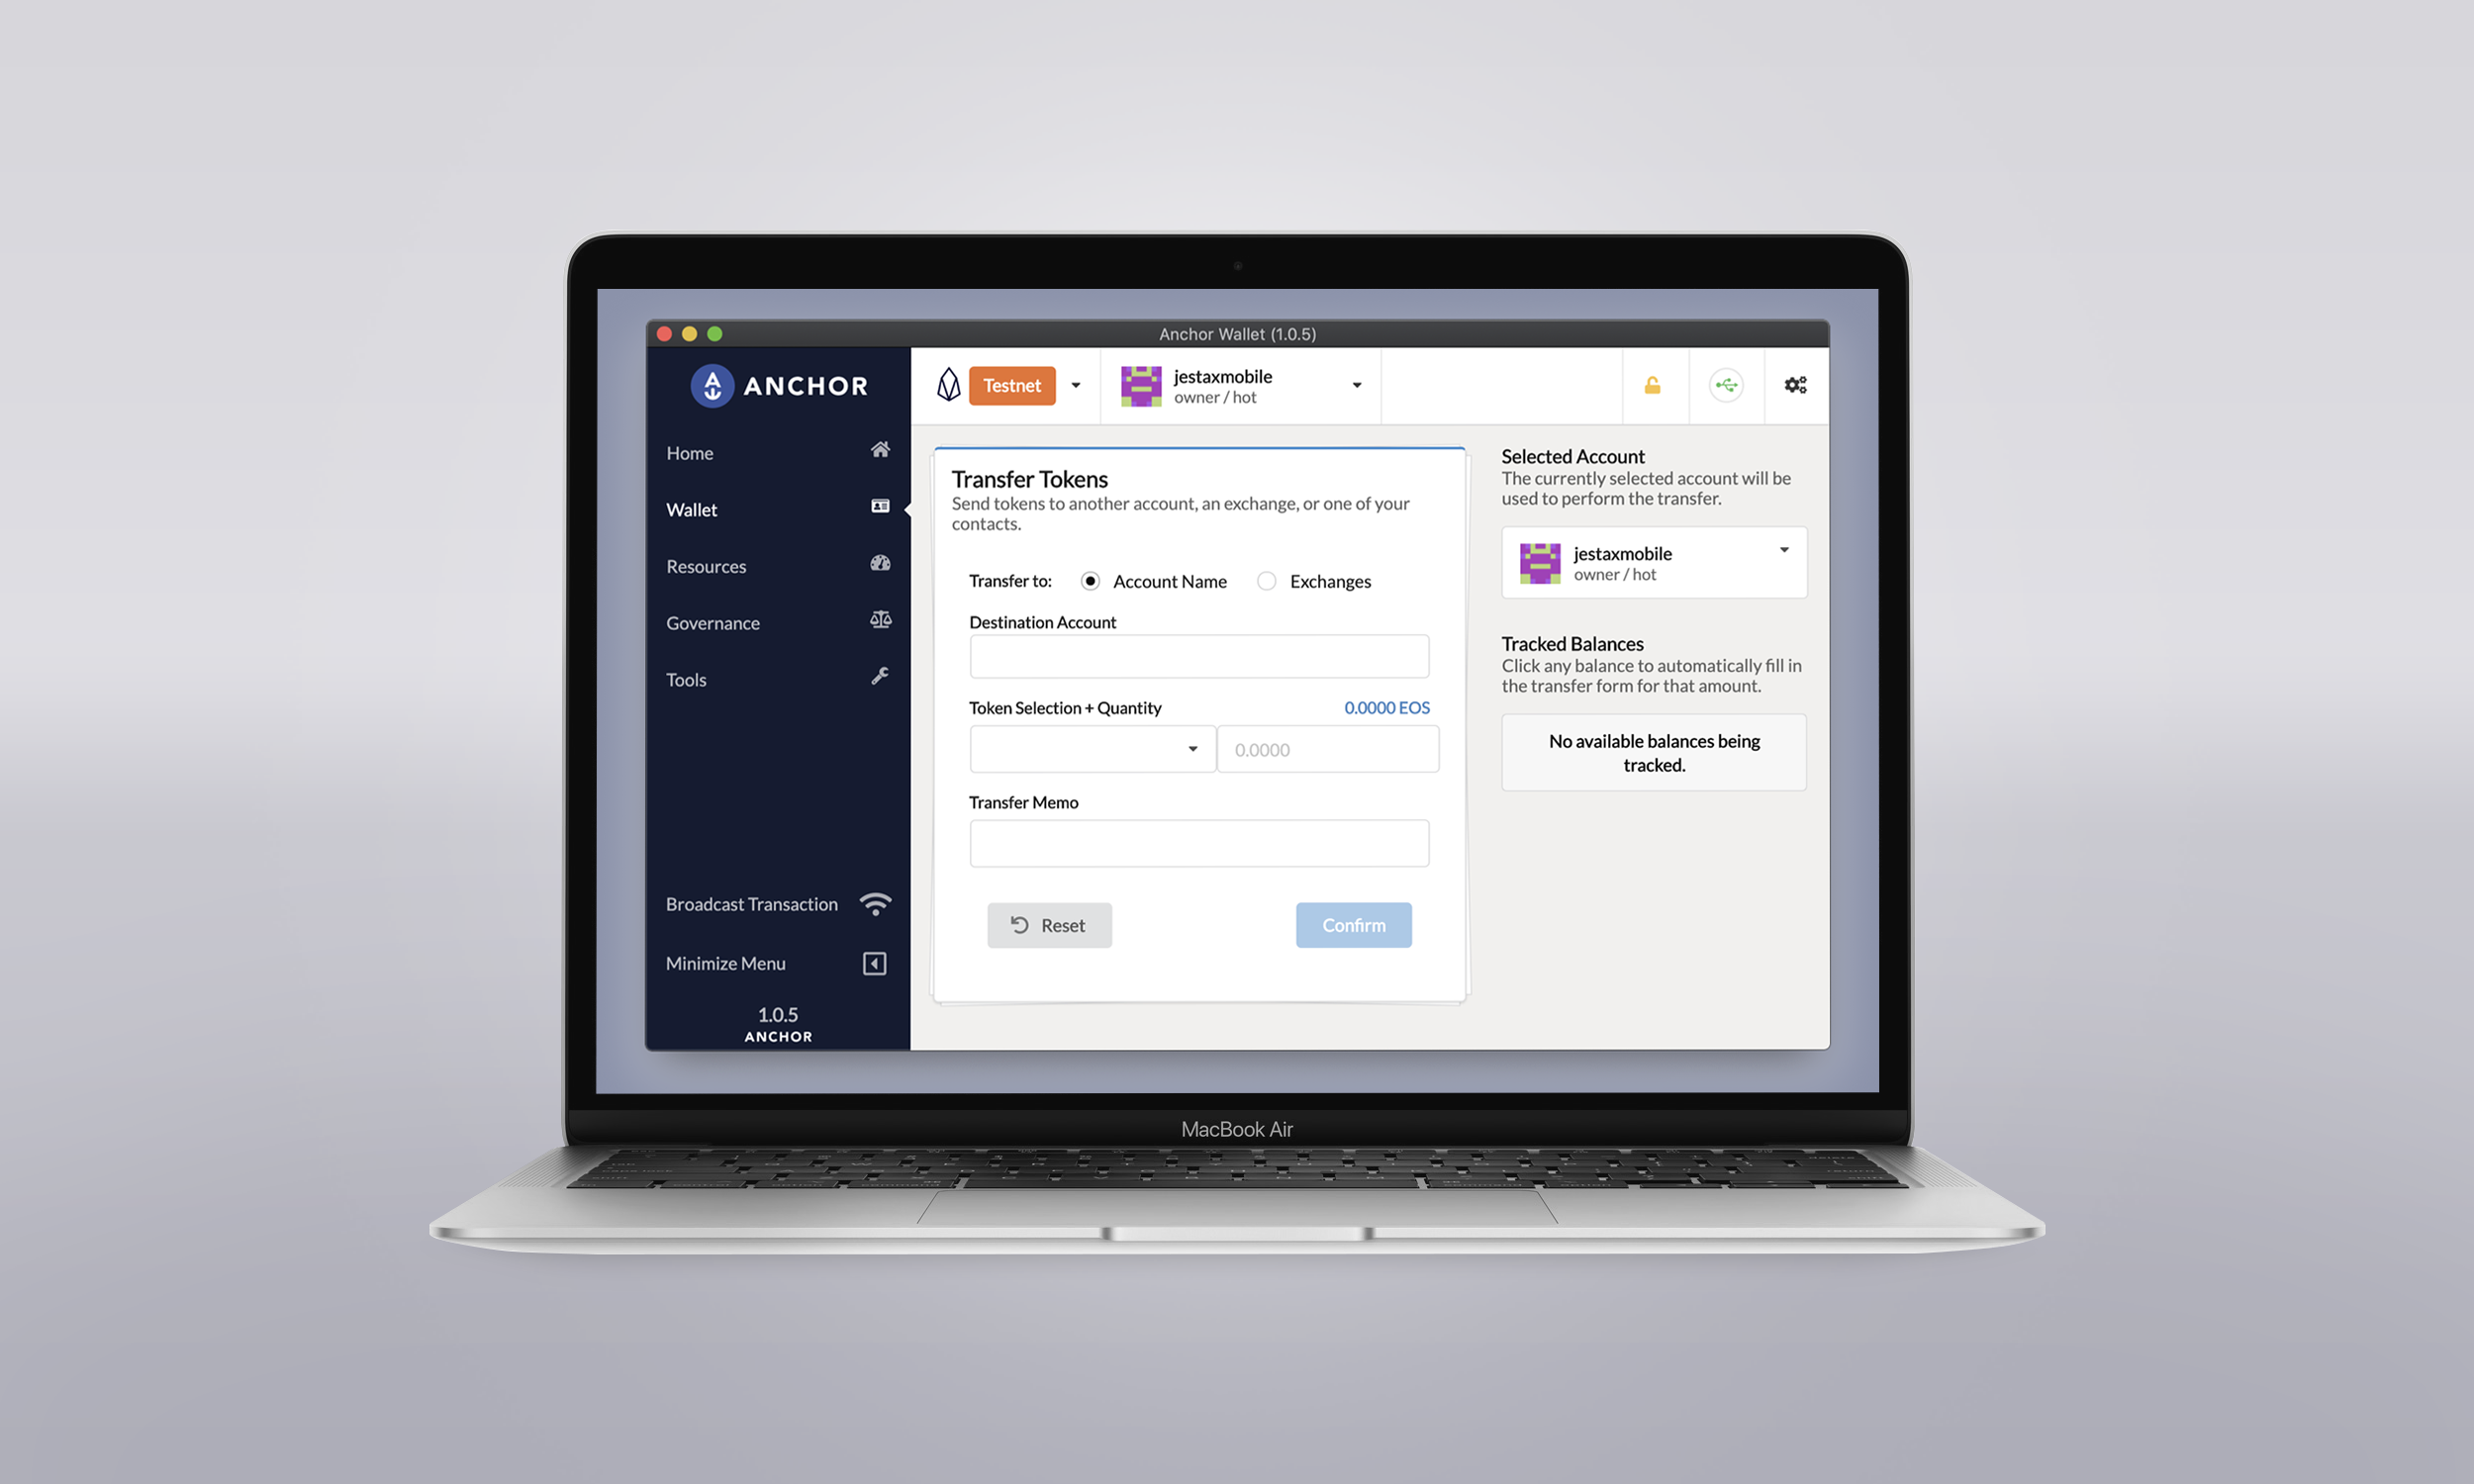 Anchor Wallet (1.0.5)
ANCHOR
Testnet
jestaxmobile
owner / hot
Home
Wallet
Resources
Governance
Tools
Broadcast Transaction
Minimize Menu
1.0.5
ANCHOR
Transfer Tokens
Send tokens to another account, an exchange, or one of your
contacts.
Transfer to: Account Name Exchanges
Destination Account
Token Selection + Quantity 0.0000 EOS
0.0000
Transfer Memo
Reset Confirm
Selected Account
The currently selected account will be
used to perform the transfer.
jestaxmobile
owner / hot
Tracked Balances
Click any balance to automatically fill in
the transfer form for that amount.
No available balances being
tracked.
MacBook Air